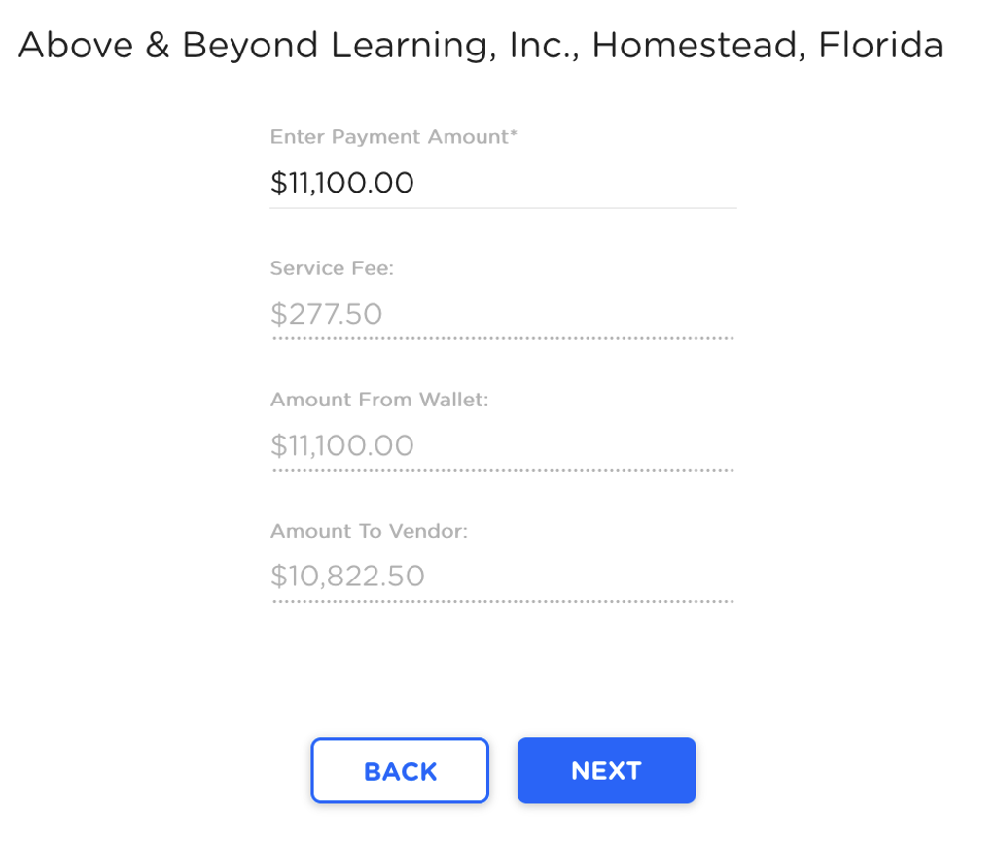 Above & Beyond Learning, Inc., Homestead, Florida
Enter Payment Amount*
$11,100.00
Service Fee:
$277.50
Amount From Wallet:
$11,100.00
Amount To Vendor:
$10,822.50
BACK
NEXT